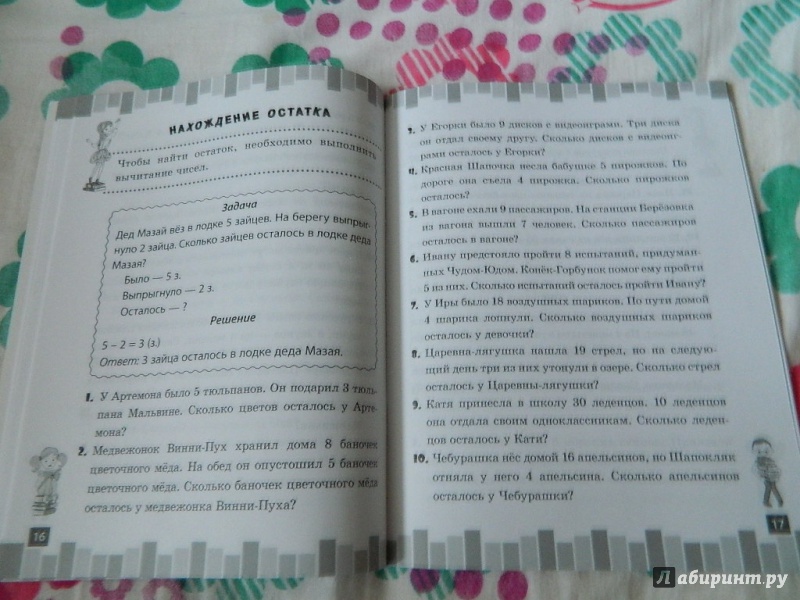 НАХОЖДЕНИЕ ОСТАТКА
Чтобы найти остаток, необходимо выполнить
вычитание чисел.
Задача
Дед Мазай вёз в лодке 5 зайцев. На берегу выпрыг-
нуло 2 зайца. Сколько зайцев осталось в лодке деда
Мазая?
Было — 5 з.
Выпрыгнуло — 2 з.
Осталось — ?
Решение
5 – 2 = 3 (з.)
Ответ: 3 зайца осталось в лодке деда Мазая.
1. У Артемона было 5 тюльпанов. Он подарил 3 тюль-
пана Мальвине. Сколько цветов осталось у Арте-
мона?
2. Медвежонок Винни-Пух хранил дома 8 баночек
цветочного мёда. На обед он опустошил 5 баночек
цветочного мёда. Сколько баночек цветочного мёда
осталось у медвежонка Винни-Пуха?
16
3. У Егорки было 9 дисков с видеоиграми. Три диска
он отдал своему другу. Сколько дисков с видеоиг-
рами осталось у Егорки?
4. Красная Шапочка несла бабушке 5 пирожков. По
дороге она съела 4 пирожка. Сколько пирожков
осталось?
5. В вагоне ехали 9 пассажиров. На станции Берёзовка
из вагона вышли 7 человек. Сколько пассажиров
осталось в вагоне?
6. Ивану предстояло пройти 8 испытаний, придуман-
ных Чудом-Юдом. Конёк-Горбунок помог ему пройти
5 из них. Сколько испытаний осталось пройти Ивану?
7. У Иры было 18 воздушных шариков. По пути домой
4 шарика лопнули. Сколько воздушных шариков
осталось у девочки?
8. Царевна-лягушка нашла 19 стрел, но на следую-
щий день три из них утонули в озере. Сколько стрел
осталось у Царевны-лягушки?
9. Катя принесла в школу 30 леденцов. 10 леденцов
она отдала своим одноклассникам. Сколько леден-
цов осталось у Кати?
10. Чебурашка нёс домой 16 апельсинов, но Шапокляк
отняла у него 4 апельсина. Сколько апельсинов
осталось у Чебурашки?
17
Лабиринт.ру